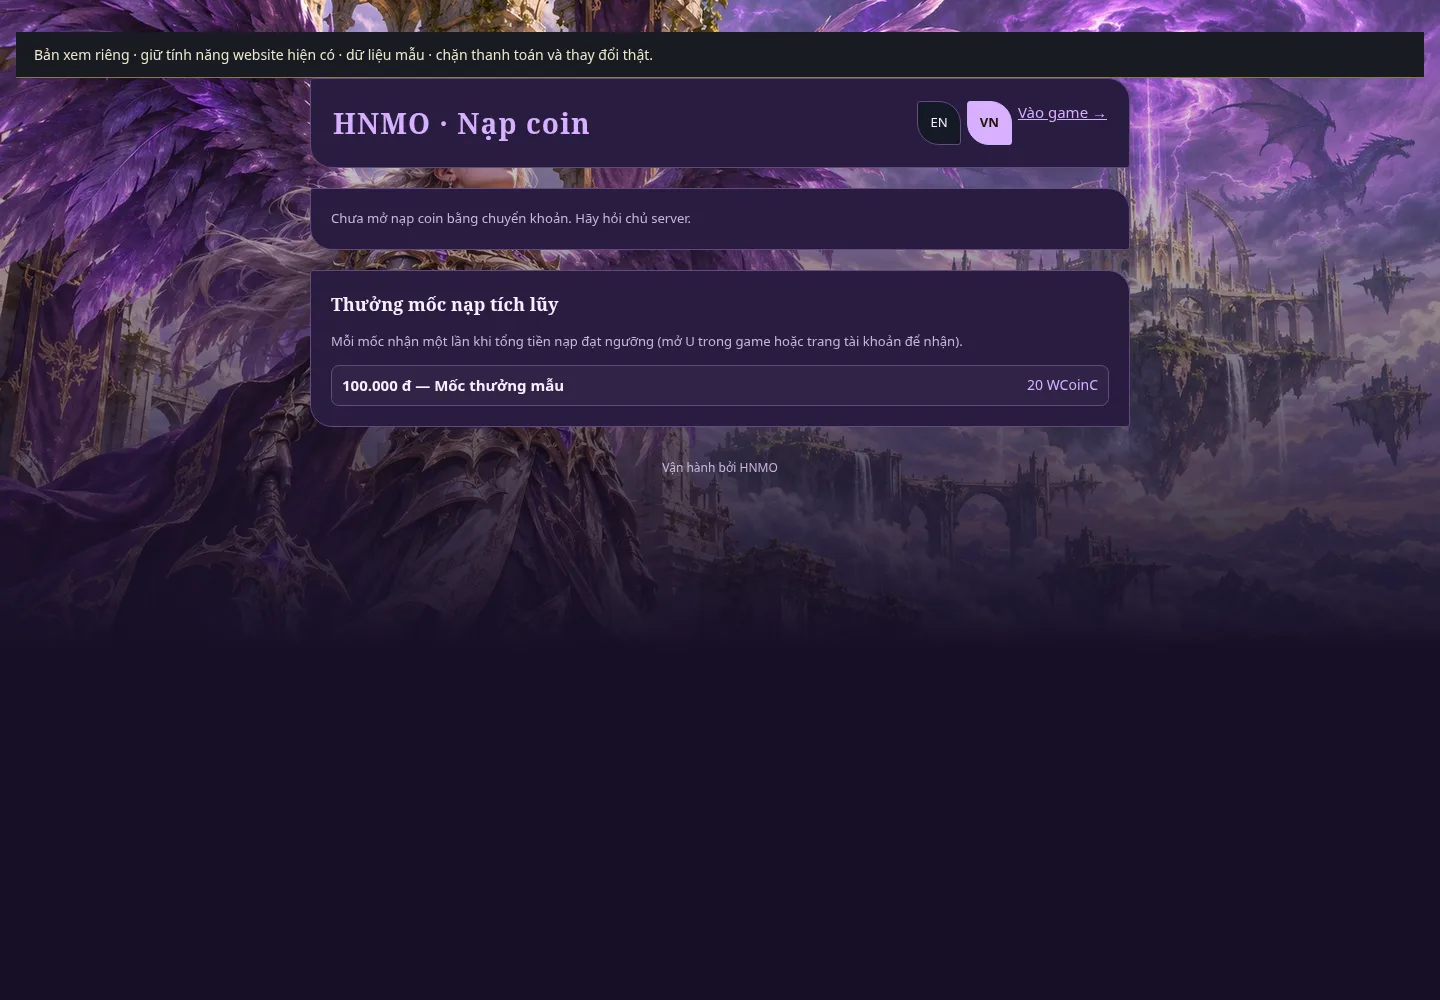 Bản xem riêng · giữ tính năng website hiện có · dữ liệu mẫu · chặn thanh toán và thay đổi thật.
HNMO · Nạp coin
EN
VN
Vào game →
Chưa mở nạp coin bằng chuyển khoản. Hãy hỏi chủ server.
Thưởng mốc nạp tích lũy
Mỗi mốc nhận một lần khi tổng tiền nạp đạt ngưỡng (mở U trong game hoặc trang tài khoản để nhận).
100.000 đ — Mốc thưởng mẫu
20 WCoinC
Vận hành bởi HNMO